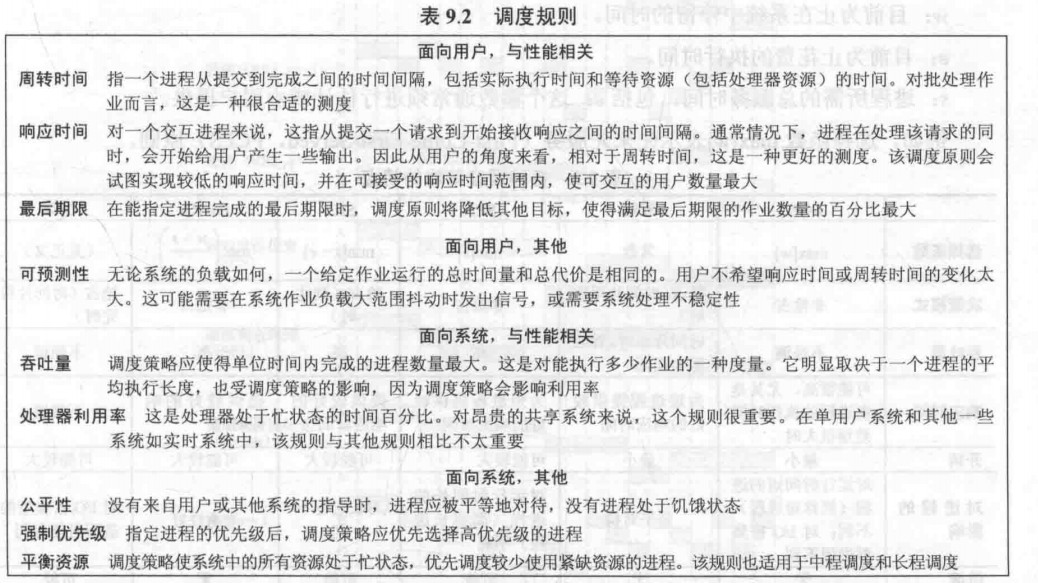 w: 目前为止在系统中停留的时间。
表 9.2 调度规则
e: 目前为止花费的执行时间。
面向用户，与性能相关
周转时间 指一个进程从提交到完成之间的时间间隔，包括实际执行时间和等待资源（包括处理器资源）的时间。对批处理作
业而言，这是一种很合适的测度
响应时间 对一个交互进程来说，这指从提交一个请求到开始接收响应之间的时间间隔。通常情况下，进程在处理该请求的同
时，会开始给用户产生一些输出。因此从用户的角度来看，相对于周转时间，这是一种更好的测度。该调度原则会
试图实现较低的响应时间，并在可接受的响应时间范围内，使可交互的用户数量最大
最后期限 在能指定进程完成的最后期限时，调度原则将降低其他目标，使得满足最后期限的作业数量的百分比最大
面向用户，其他
可预测性 无论系统的负载如何，一个给定作业运行的总时间量和总代价是相同的。用户不希望响应时间或周转时间的变化太
大。这可能需要在系统作业负载大范围抖动时发出信号，或需要系统处理不稳定性
面向系统，与性能相关
吞吐量 调度策略应使得单位时间内完成的进程数量最大。这是对能执行多少作业的一种度量。它明显取决于一个进程的平
均执行长度，也受调度策略的影响，因为调度策略会影响利用率
处理器利用率 这是处理器处于忙状态的时间百分比。对昂贵的共享系统来说，这个规则很重要。在单用户系统和其他一些
系统如实时系统中，该规则与其他规则相比不太重要
面向系统，其他
公平性 没有来自用户或其他系统的指导时，进程应被平等地对待，没有进程处于饥饿状态
强制优先级 指定进程的优先级后，调度策略应优先选择高优先级的进程
平衡资源 调度策略使系统中的所有资源处于忙状态，优先调度较少使用紧缺资源的进程。该规则也适用于中程调度和长程调度